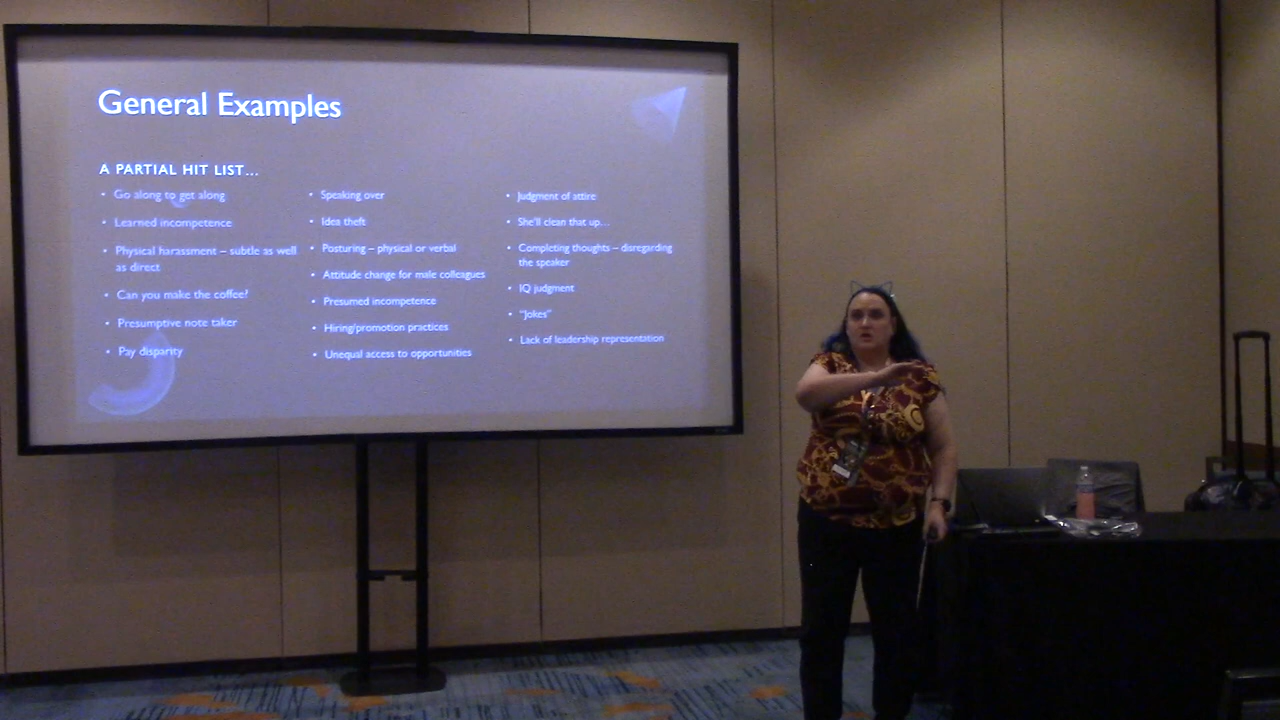 General Examples
A PARTIAL HIT LIST...
• Go along to get along
• Learned incompetence
• Physical harassment – subtle as well
as direct
• Can you make the coffee?
• Presumptive note taker
• Pay disparity
• Speaking over
• Idea theft
• Posturing – physical or verbal
• Attitude change for male colleagues
• Presumed incompetence
• Hiring/promotion practices
• Unequal access to opportunities
• Judgment of attire
• She'll clean that up...
• Completing thoughts – disregarding
the speaker
• IQ judgment
• "Jokes"
• Lack of leadership representation